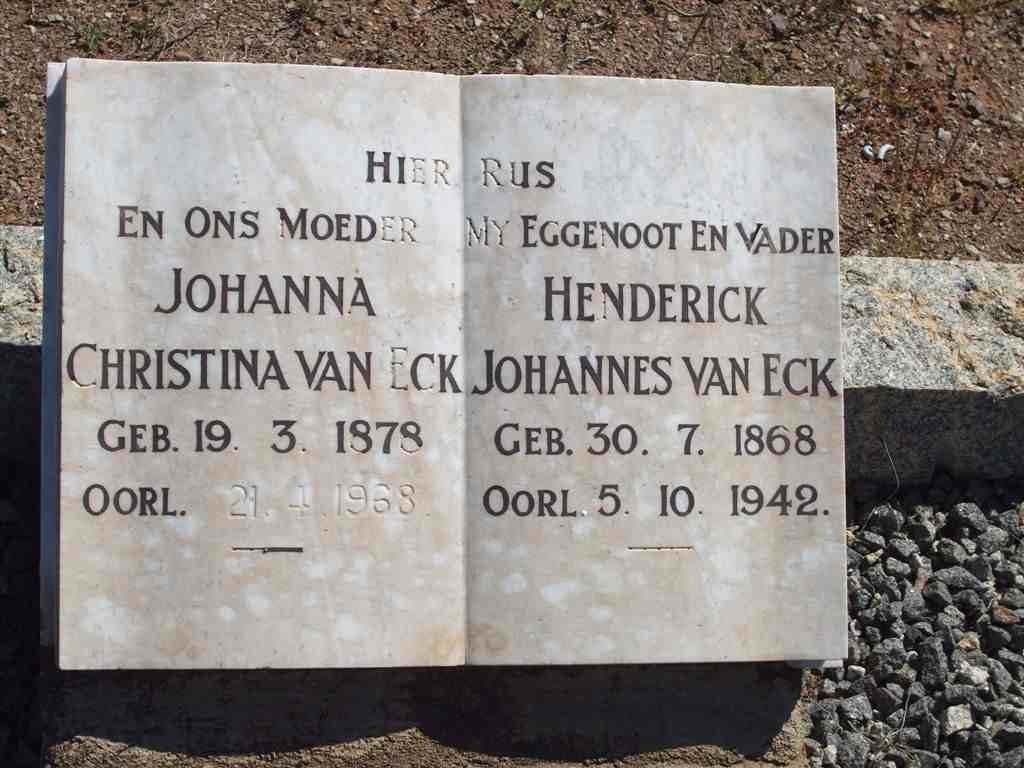 HIER RUS
EN ONS MOEDER
JOHANNA
CHRISTINA VAN ECK
GEB. 19. 3. 1878
OORL. 21. 4. 1968.
MY EGGENOOT EN VADER
HENDERICK
JOHANNES VAN ECK
GEB. 30. 7. 1868
OORL. 5. 10. 1942.